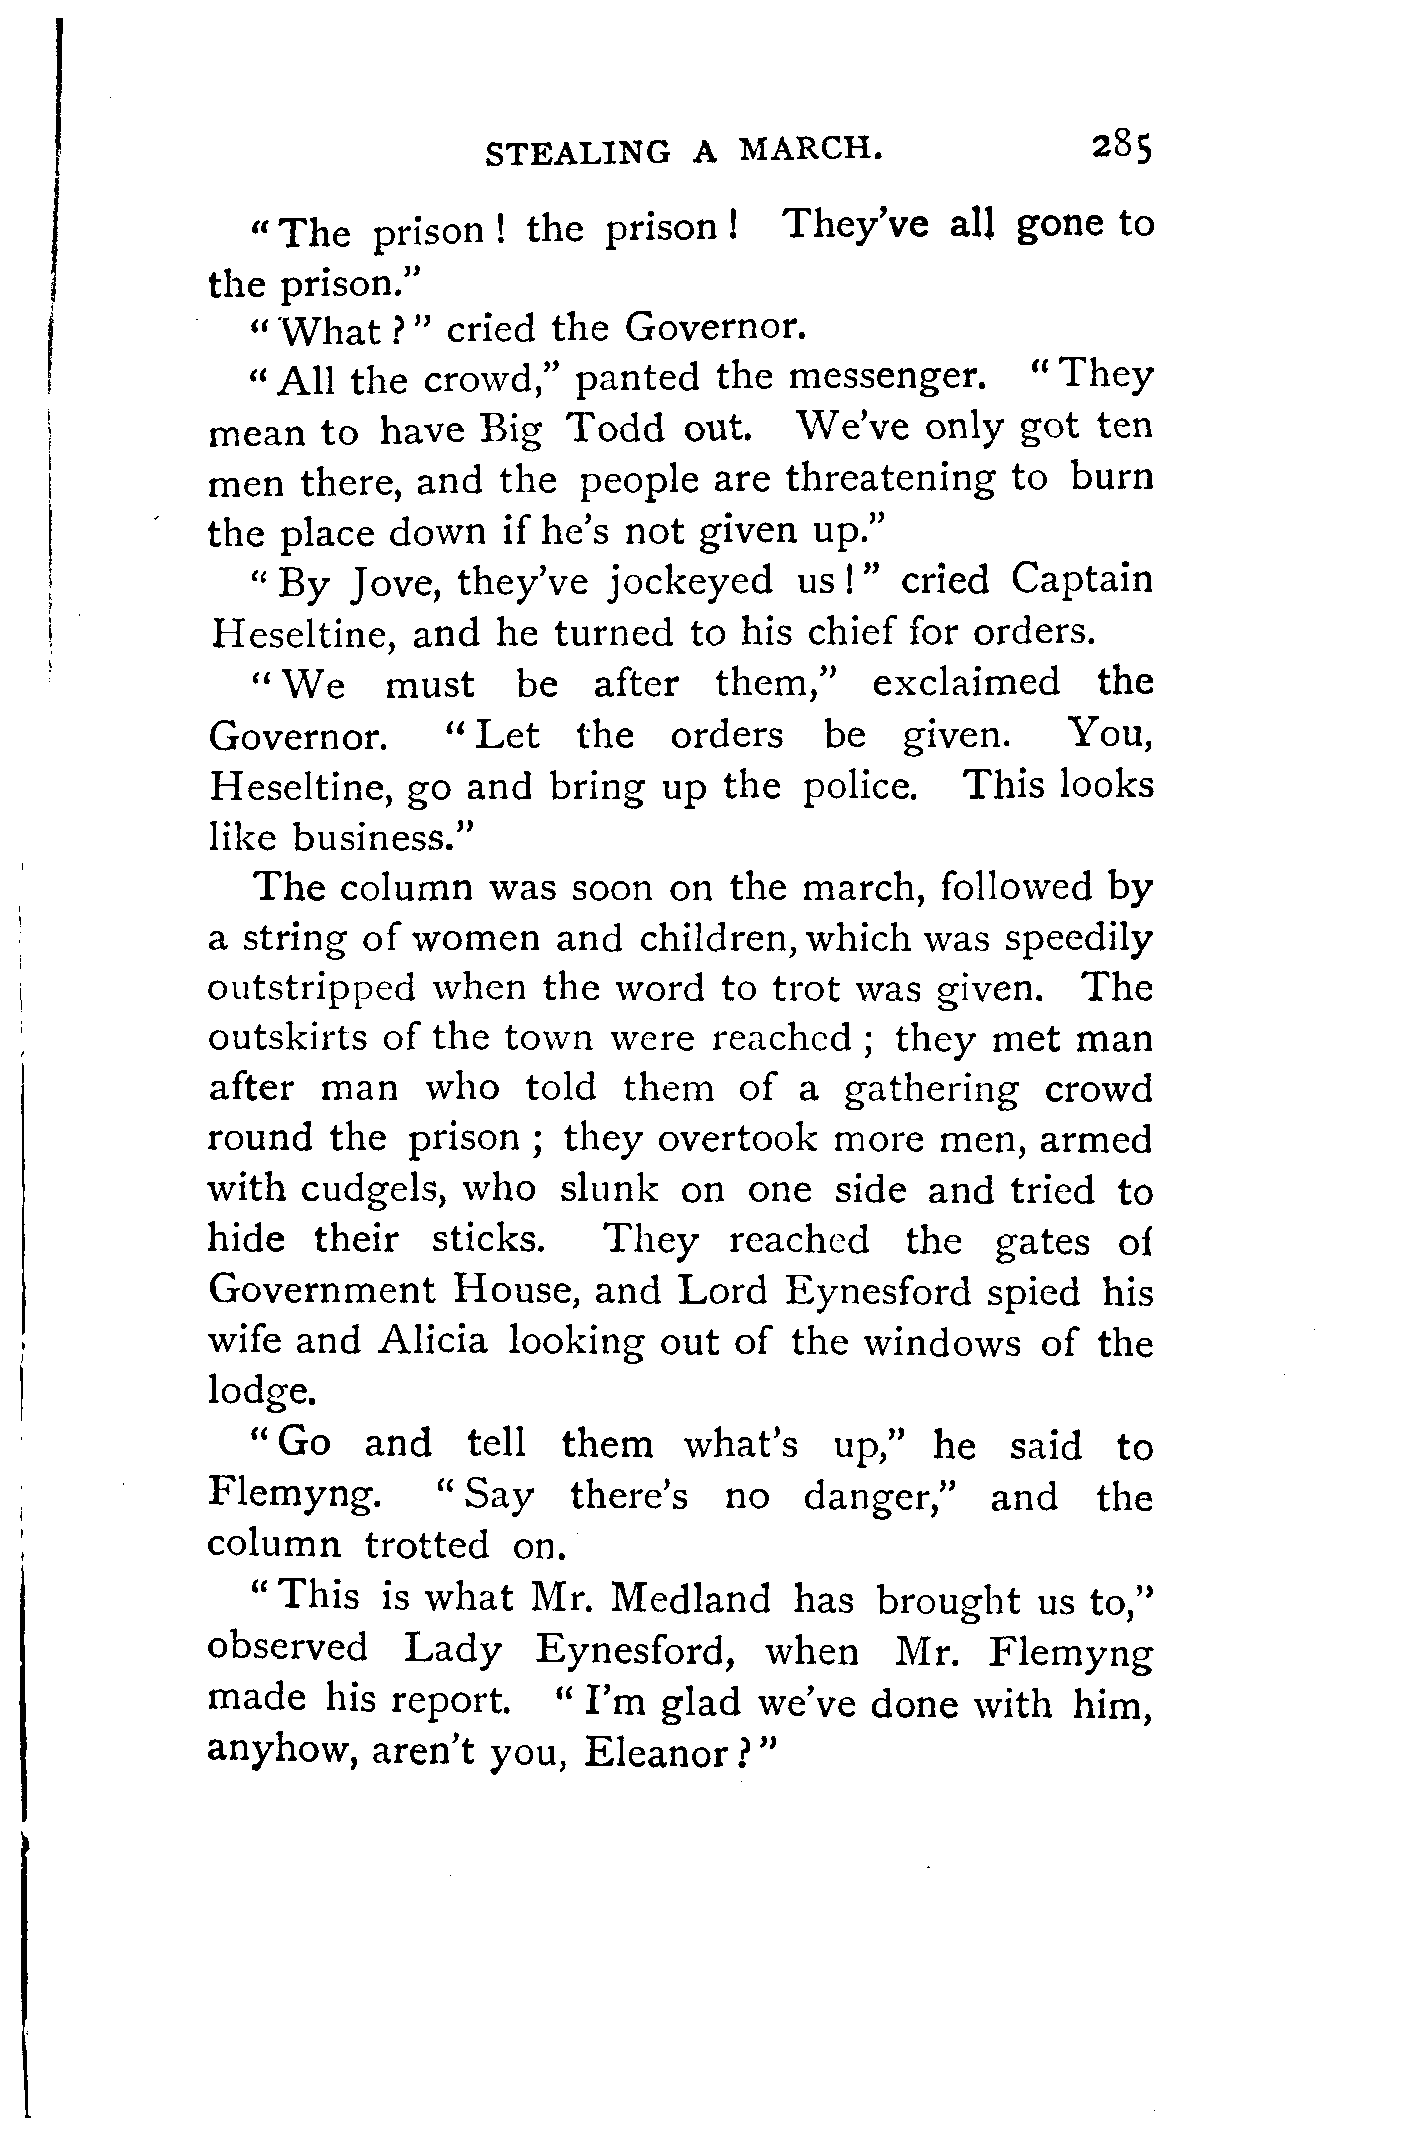 STEALING A MARCH. 285
"The prison! the prison! They've all gone to
the prison."
"What?" cried the Governor.
"All the crowd," panted the messenger. "They
mean to have Big Todd out. We've only got ten
men there, and the people are threatening to burn
the place down if he's not given up."
"By Jove, they've jockeyed us!" cried Captain
Heseltine, and he turned to his chief for orders.
"We must be after them," exclaimed the
Governor. "Let the orders be given. You,
Heseltine, go and bring up the police. This looks
like business."
The column was soon on the march, followed by
a string of women and children, which was speedily
outstripped when the word to trot was given. The
outskirts of the town were reached; they met man
after man who told them of a gathering crowd
round the prison; they overtook more men, armed
with cudgels, who slunk on one side and tried to
hide their sticks. They reached the gates of
Government House, and Lord Eynesford spied his
wife and Alicia looking out of the windows of the
lodge.
"Go and tell them what's up," he said to
Flemyng. "Say there's no danger," and the
column trotted on.
"This is what Mr. Medland has brought us to,"
observed Lady Eynesford, when Mr. Flemyng
made his report. "I'm glad we've done with him,
anyhow, aren't you, Eleanor?"